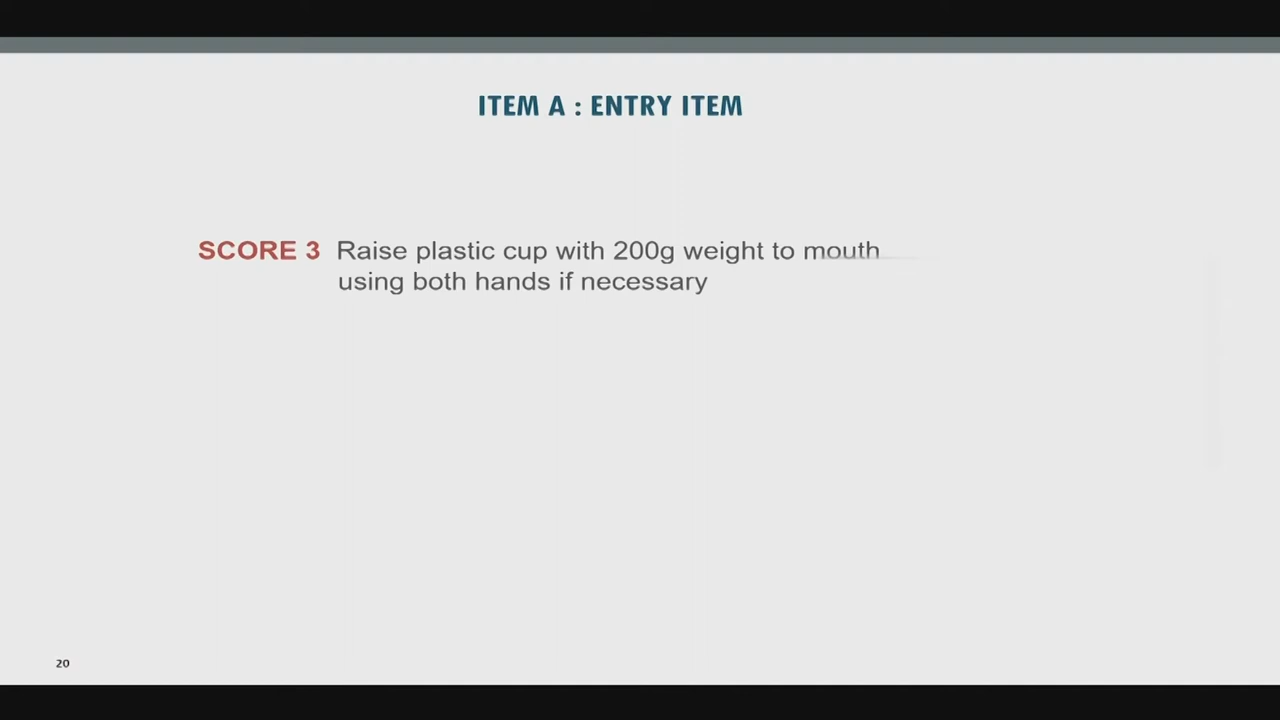 ITEM A : ENTRY ITEM
SCORE 3 Raise plastic cup with 200g weight to mouth
using both hands if necessary
20